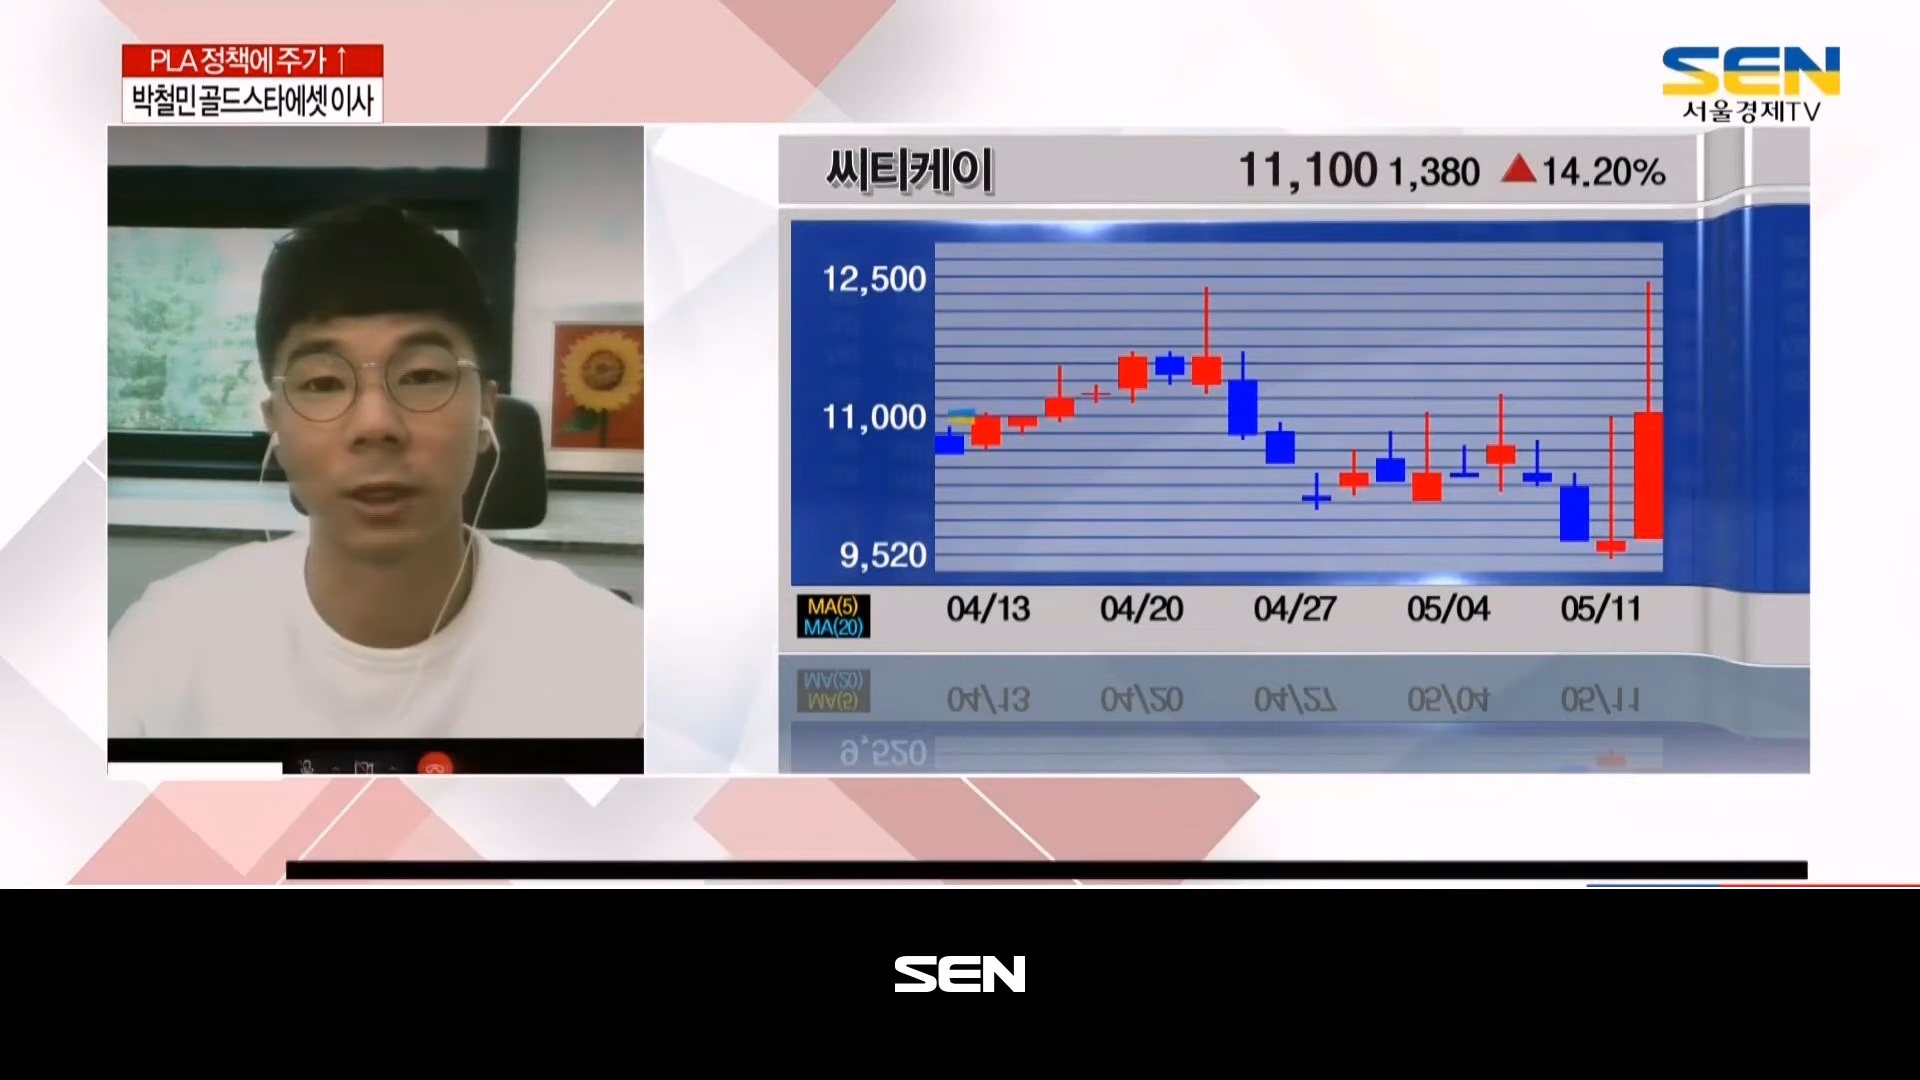 PLA 정책에 주가 ↑
박철민 골드스타에셋 이사
SEN
서울경제TV
씨티케이 11,100 1,380 ▲14.20%
12,500
11,000
9,520
MA(5)
MA(20)
04/13 04/20 04/27 05/04 05/11
SEN